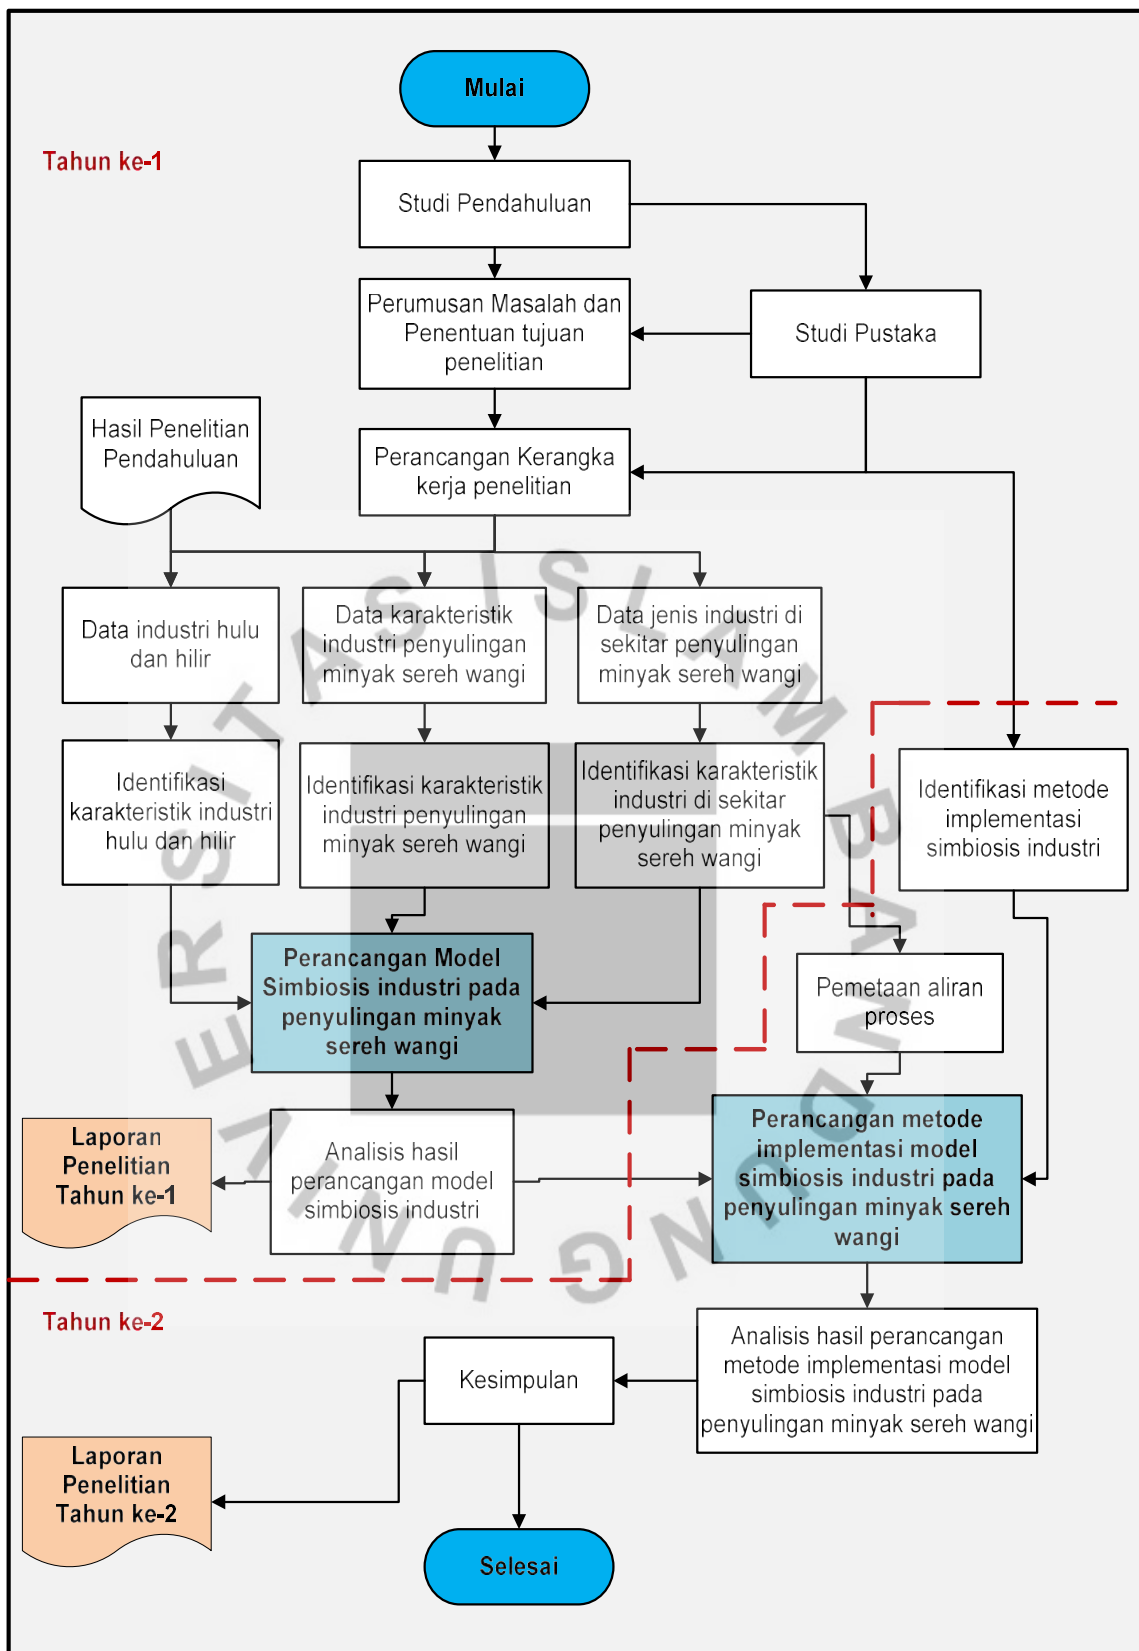 Mulai
Tahun ke-1
Studi Pendahuluan
Perumusan Masalah dan
Penentuan tujuan
penelitian
Studi Pustaka
Hasil Penelitian
Pendahuluan
Perancangan Kerangka
kerja penelitian
Data industri hulu
dan hilir
Data karakteristik
industri penyulingan
minyak sereh wangi
Data jenis industri di
sekitar penyulingan
minyak sereh wangi
Identifikasi
karakteristik industri
hulu dan hilir
Identifikasi karakteristik
industri penyulingan
minyak sereh wangi
Identifikasi karakteristik
industri di sekitar
penyulingan minyak
sereh wangi
Identifikasi metode
implementasi
simbiosis industri
Perancangan Model
Simbiosis industri pada
penyulingan minyak
sereh wangi
Pemetaan aliran
proses
Laporan
Penelitian
Tahun ke-1
Analisis hasil
perancangan model
simbiosis industri
Perancangan metode
implementasi model
simbiosis industri pada
penyulingan minyak sereh
wangi
Tahun ke-2
Kesimpulan
Analisis hasil perancangan
metode implementasi model
simbiosis industri pada
penyulingan minyak sereh wangi
Laporan
Penelitian
Tahun ke-2
Selesai
UNIVERSITAS ISLAM BANDUNG